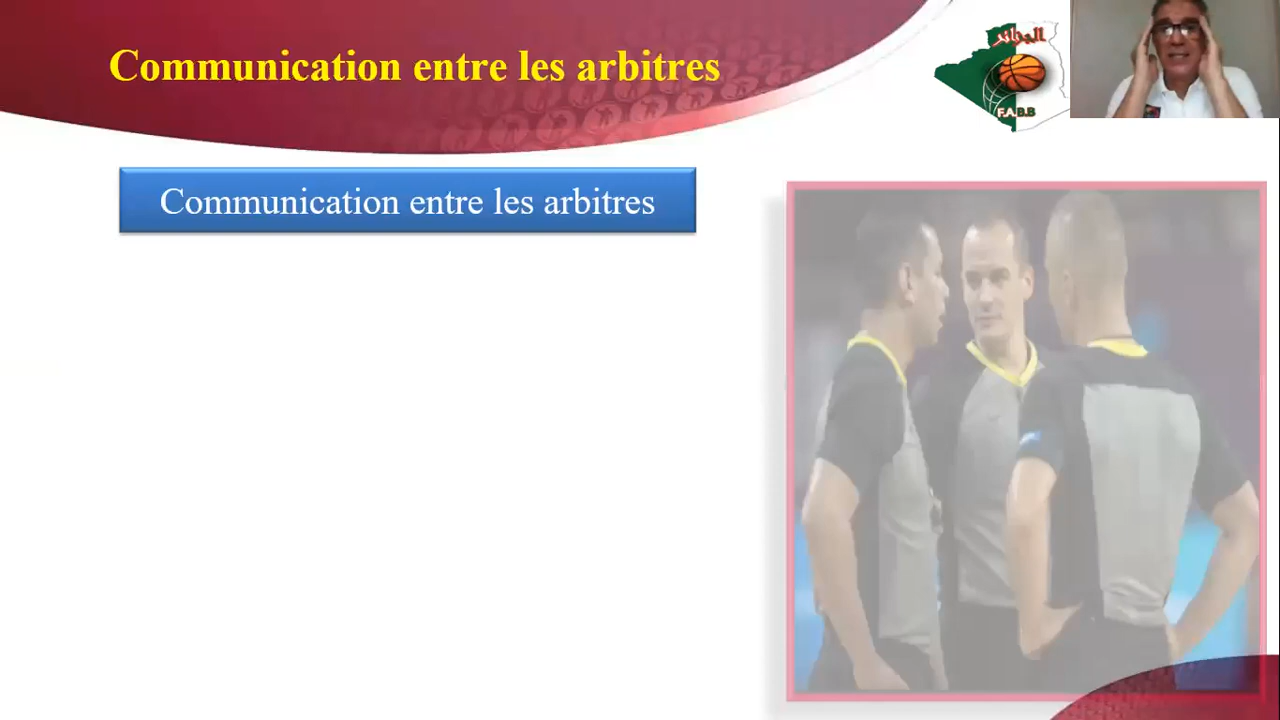 Communication entre les arbitres
الجزائر
F.A.B.B
Communication entre les arbitres